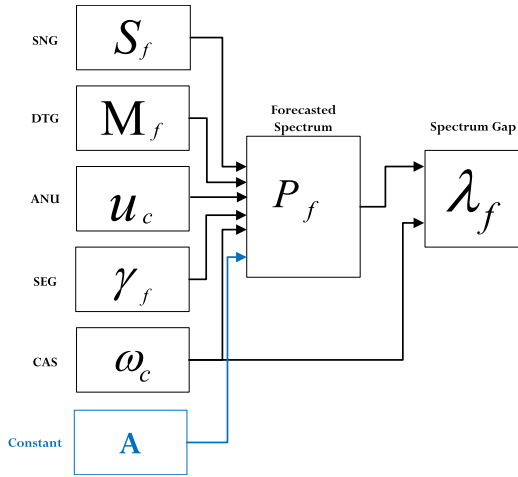 SNG
S_f
DTG
M_f
ANU
u_c
SEG
γ_f
CAS
ω_c
Constant
A
Forecasted
Spectrum
P_f
Spectrum Gap
λ_f